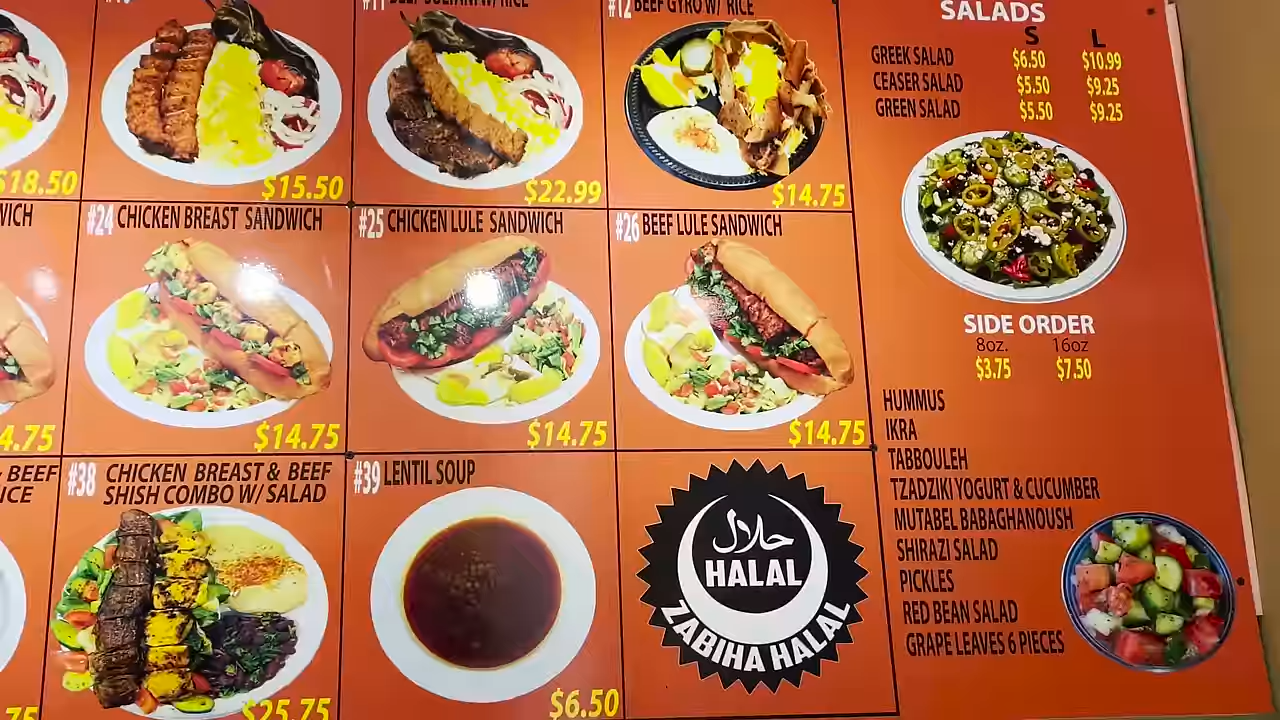 #11 BEEF SULTANI W/ RICE
#12 BEEF GYRO W/ RICE
$18.50
$15.50
$22.99
$14.75
SALADS
S L
GREEK SALAD $6.50 $10.99
CEASER SALAD $5.50 $9.25
GREEN SALAD $5.50 $9.25
#24 CHICKEN BREAST SANDWICH
$14.75
#25 CHICKEN LULE SANDWICH
$14.75
#26 BEEF LULE SANDWICH
$14.75
4.75
SIDE ORDER
8oz. 16oz
$3.75 $7.50
HUMMUS
IKRA
TABBOULEH
TZADZIKI YOGURT & CUCUMBER
MUTABEL BABAGHANOUSH
SHIRAZI SALAD
PICKLES
RED BEAN SALAD
GRAPE LEAVES 6 PIECES
BEEF
#38 CHICKEN BREAST & BEEF
SHISH COMBO W/ SALAD
$25.75
#39 LENTIL SOUP
$6.50
حلال
HALAL
ZABIHA HALAL
.75